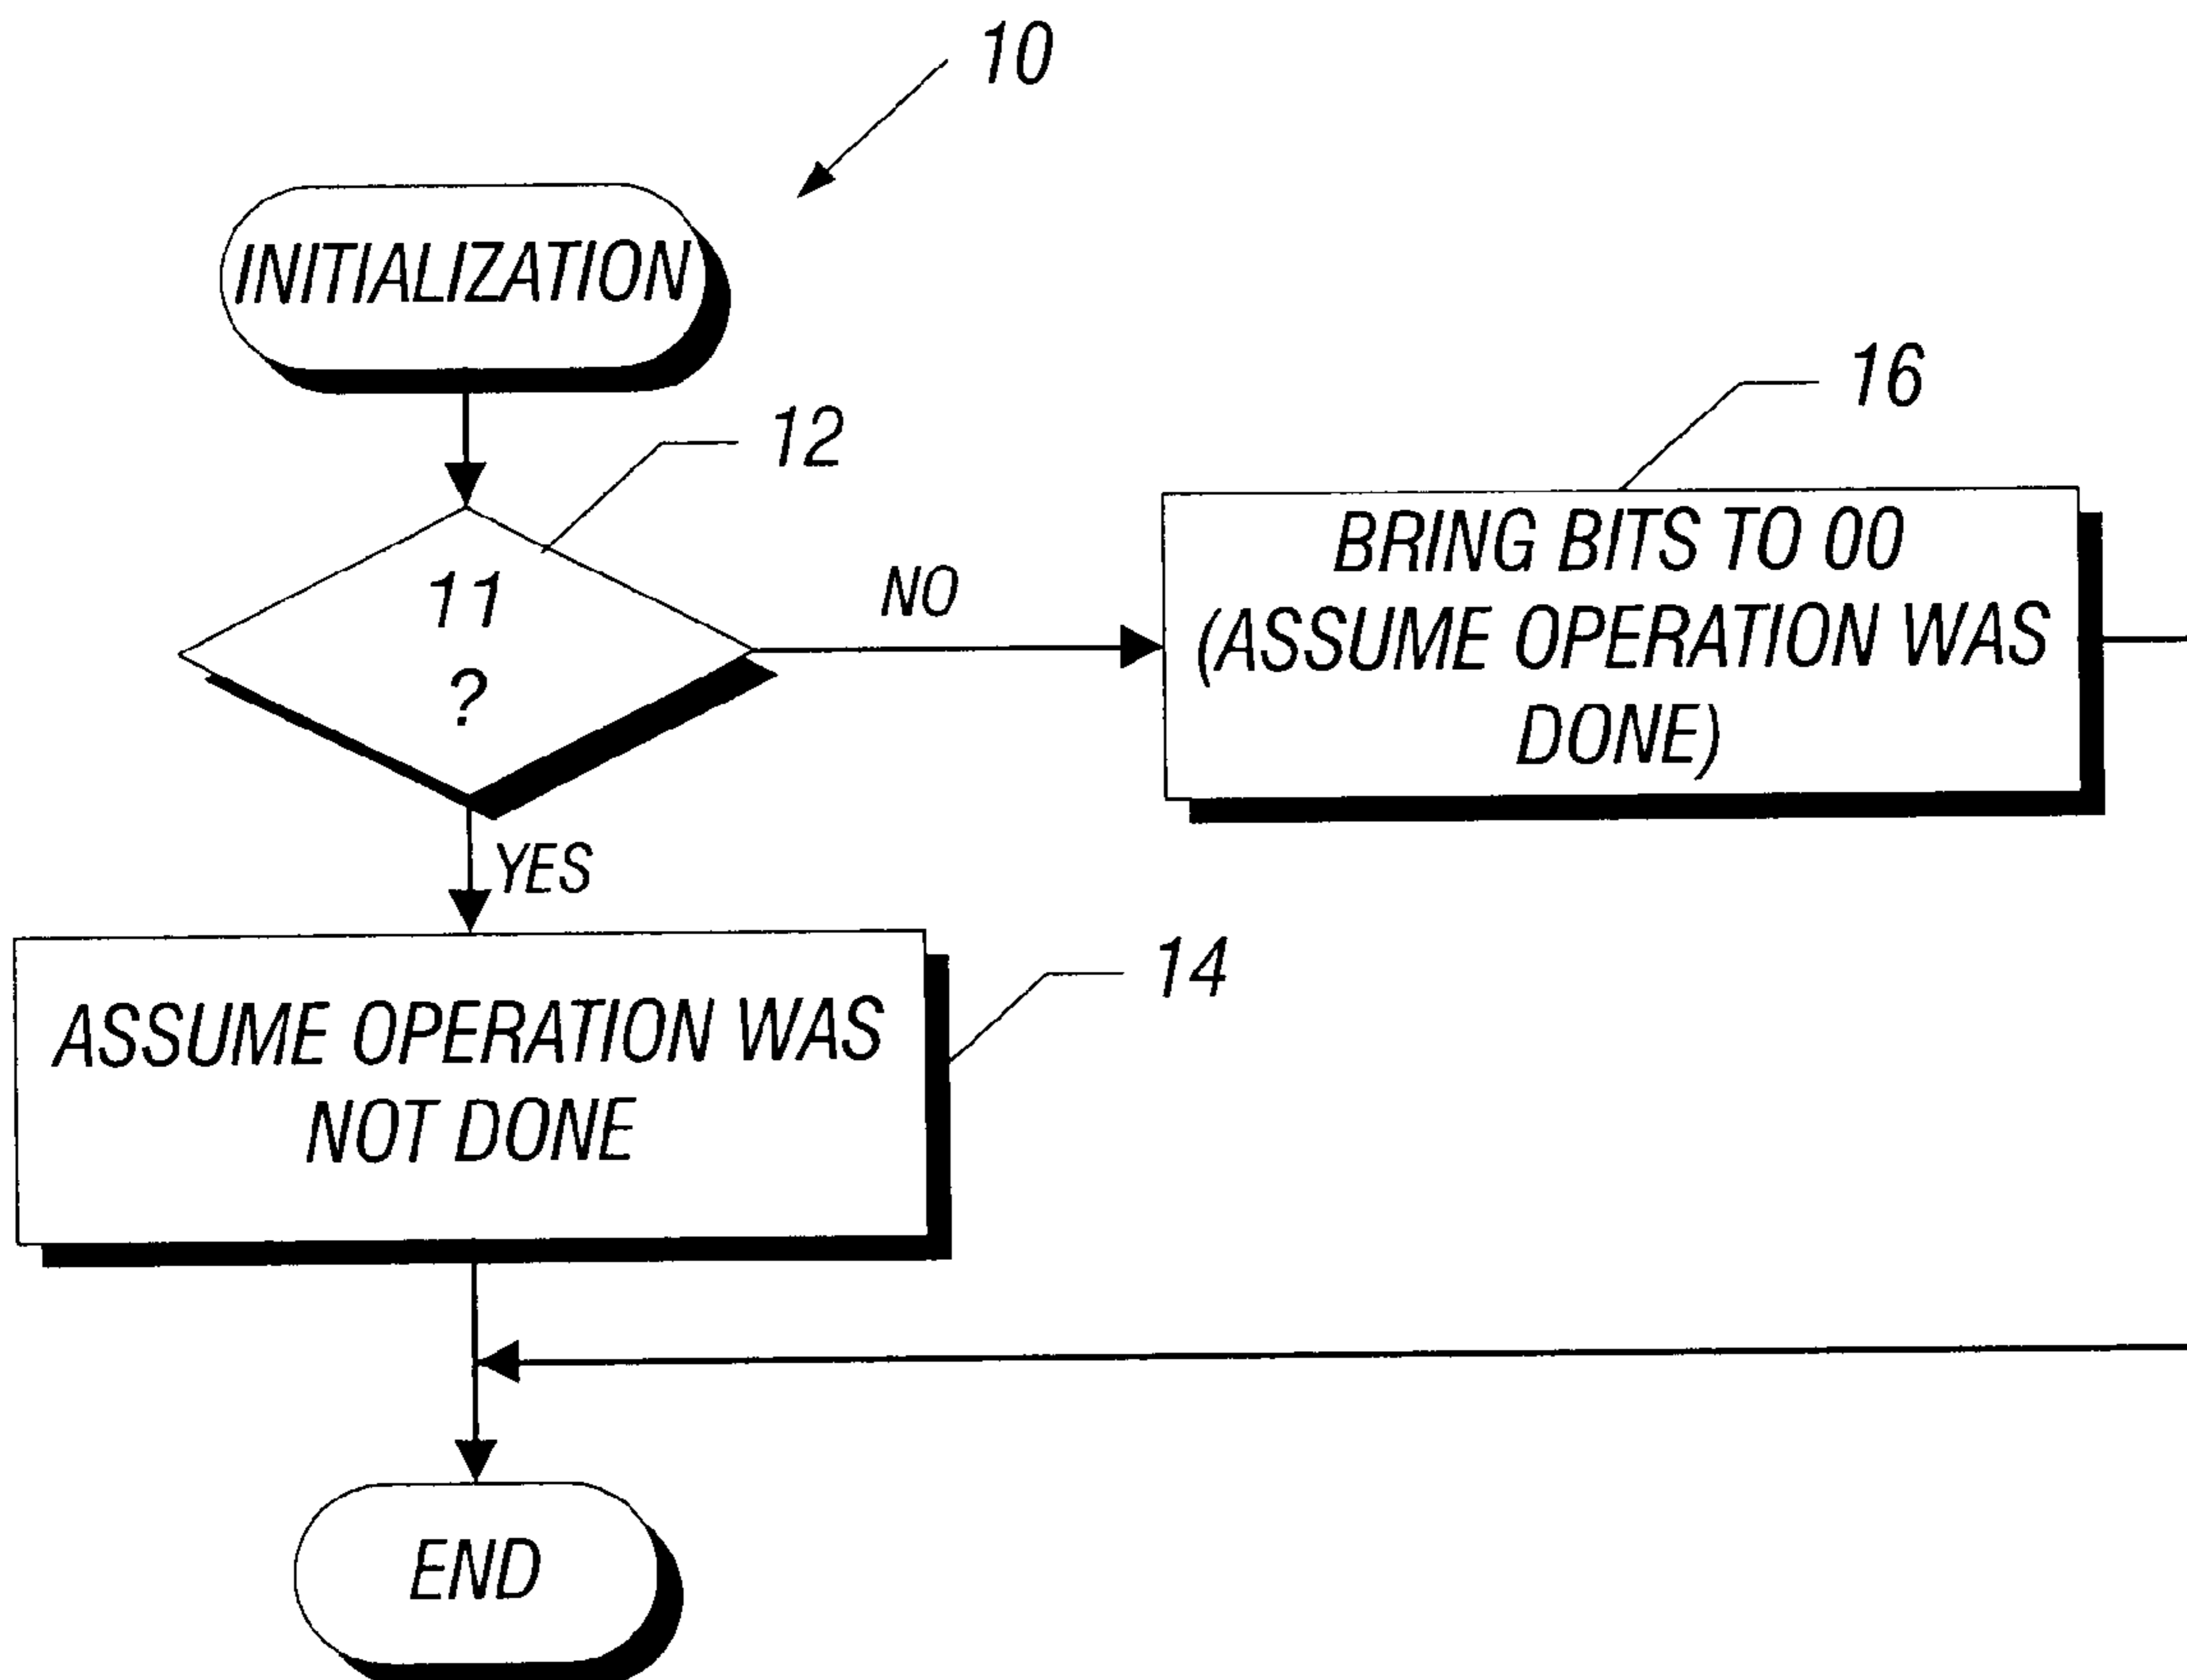 10
INITIALIZATION
12
11
?
NO
16
BRING BITS TO 00
(ASSUME OPERATION WAS
DONE)
YES
14
ASSUME OPERATION WAS
NOT DONE
END